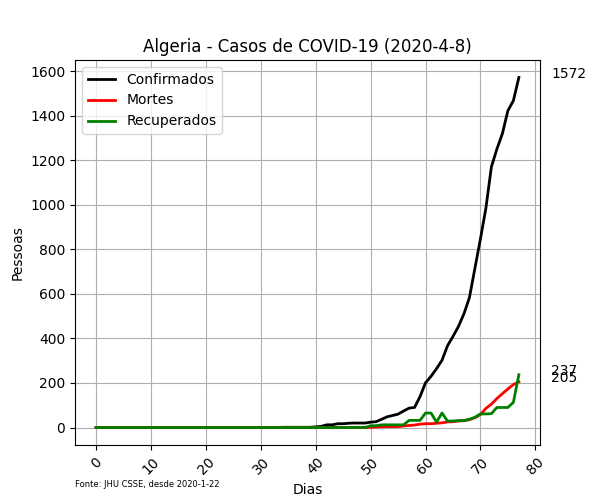 Algeria - Casos de COVID-19 (2020-4-8)
Confirmados
Mortes
Recuperados
1572
237
205
Pessoas
1600
1400
1200
1000
800
600
400
200
0
0 10 20 30 40 50 60 70 80
Dias
Fonte: JHU CSSE, desde 2020-1-22